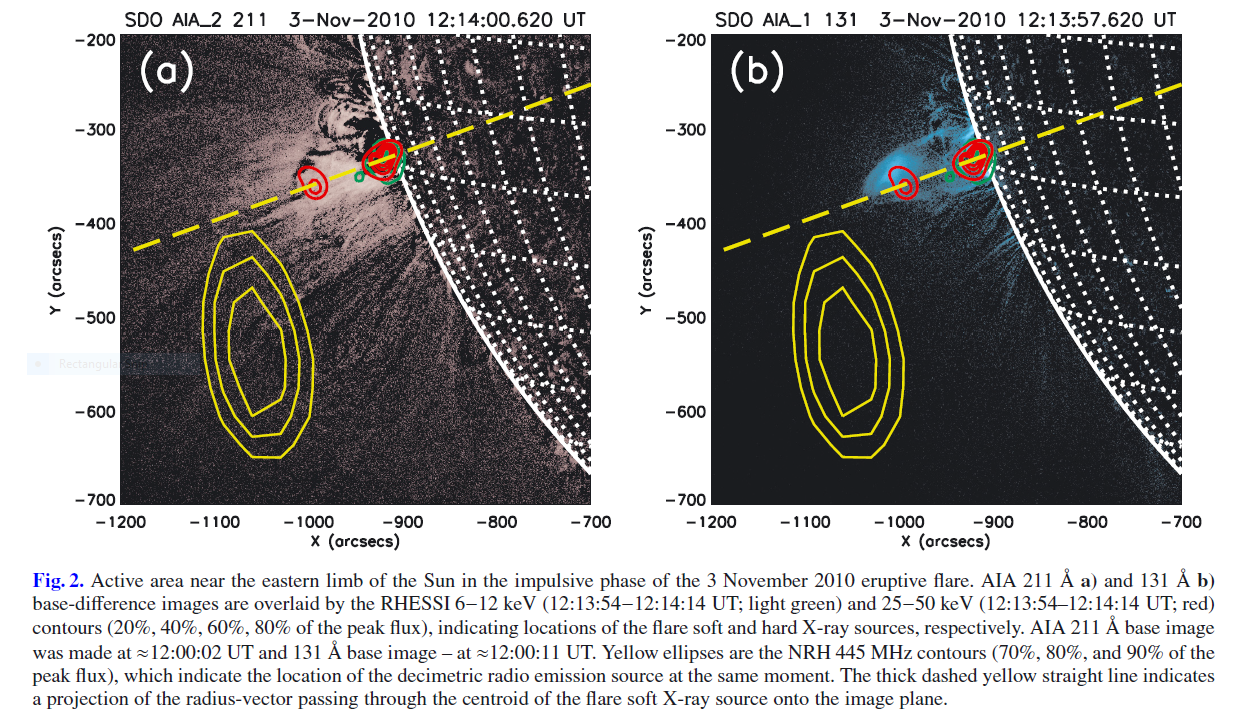 SDO AIA_2 211 3-Nov-2010 12:14:00.620 UT
SDO AIA_1 131 3-Nov-2010 12:13:57.620 UT
(a)
(b)
-200
-300
-400
-500
-600
-700
Y (arcsecs)
-1200 -1100 -1000 -900 -800 -700
X (arcsecs)
-200
-300
-400
-500
-600
-700
Y (arcsecs)
-1200 -1100 -1000 -900 -800 -700
X (arcsecs)
Rectangula
Fig. 2. Active area near the eastern limb of the Sun in the impulsive phase of the 3 November 2010 eruptive flare. AIA 211 Å a) and 131 Å b)
base-difference images are overlaid by the RHESSI 6−12 keV (12:13:54−12:14:14 UT; light green) and 25−50 keV (12:13:54–12:14:14 UT; red)
contours (20%, 40%, 60%, 80% of the peak flux), indicating locations of the flare soft and hard X-ray sources, respectively. AIA 211 Å base image
was made at ≈12:00:02 UT and 131 Å base image – at ≈12:00:11 UT. Yellow ellipses are the NRH 445 MHz contours (70%, 80%, and 90% of the
peak flux), which indicate the location of the decimetric radio emission source at the same moment. The thick dashed yellow straight line indicates
a projection of the radius-vector passing through the centroid of the flare soft X-ray source onto the image plane.